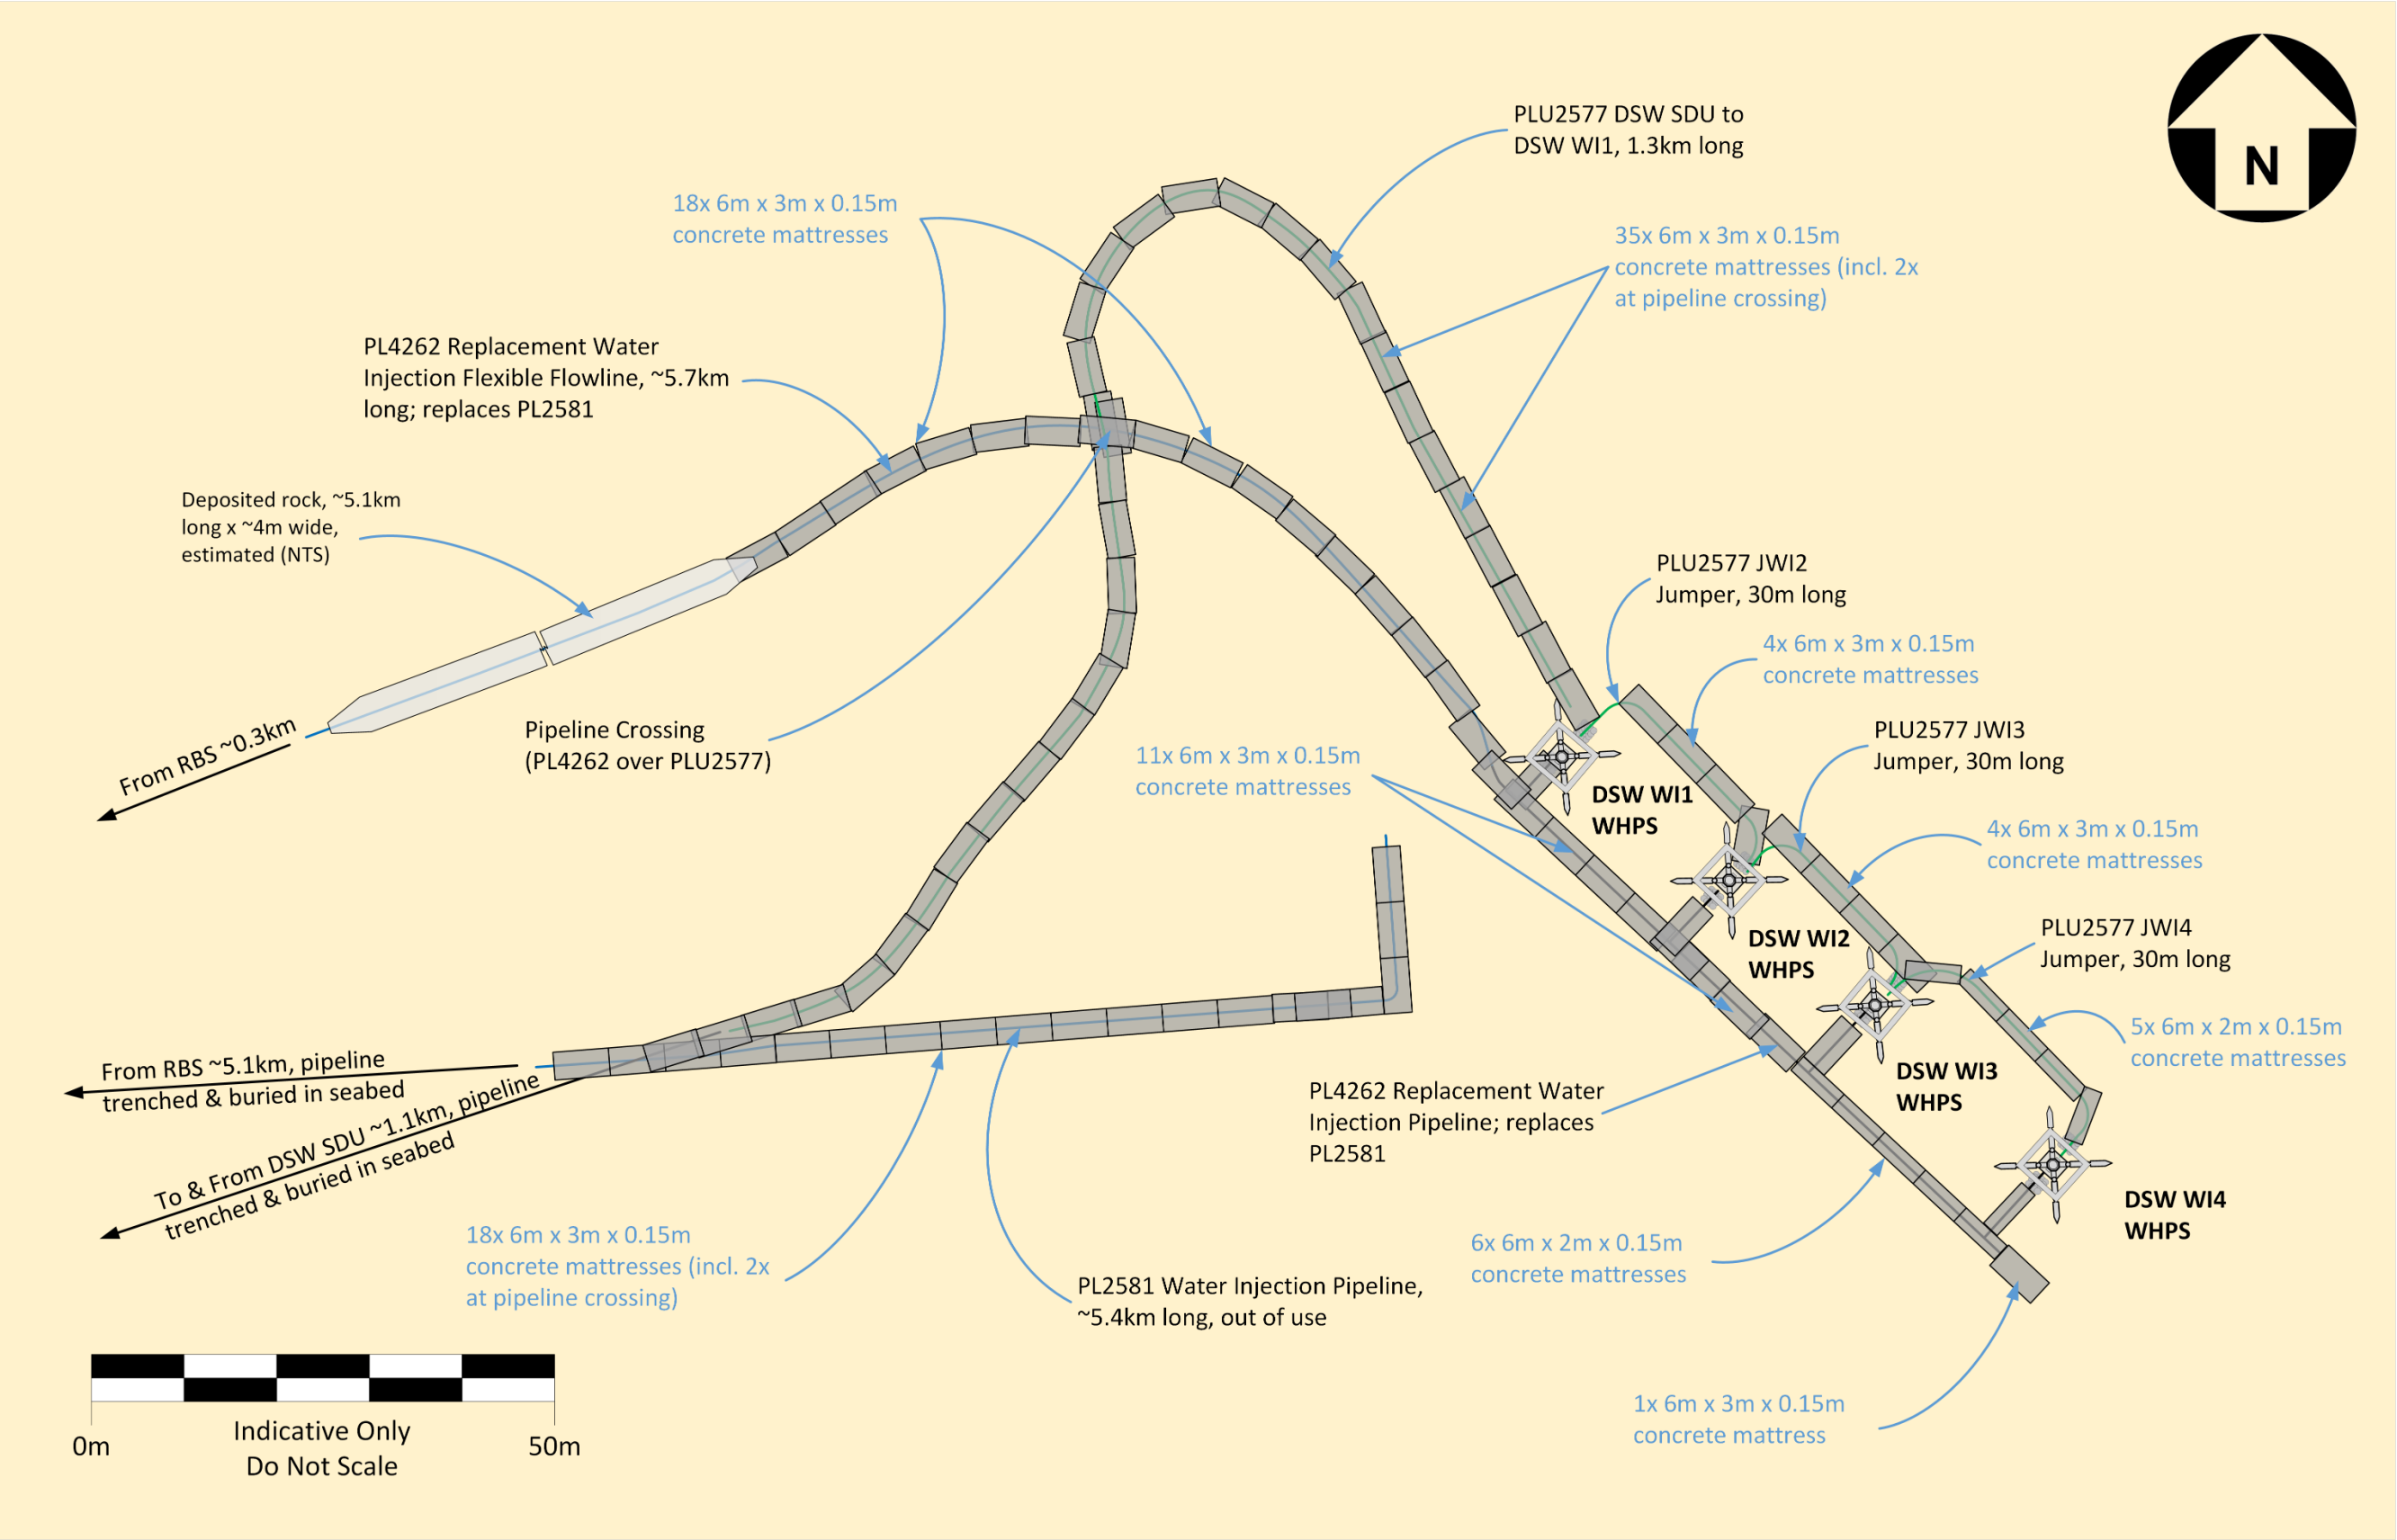 PLU2577 DSW SDU to
DSW WI1, 1.3km long
N
18x 6m x 3m x 0.15m
concrete mattresses
35x 6m x 3m x 0.15m
concrete mattresses (incl. 2x
at pipeline crossing)
PL4262 Replacement Water
Injection Flexible Flowline, ~5.7km
long; replaces PL2581
Deposited rock, ~5.1km
long x ~4m wide,
estimated (NTS)
PLU2577 JWI2
Jumper, 30m long
4x 6m x 3m x 0.15m
concrete mattresses
From RBS ~0.3km
Pipeline Crossing
(PL4262 over PLU2577)
11x 6m x 3m x 0.15m
concrete mattresses
PLU2577 JWI3
Jumper, 30m long
DSW WI1
WHPS
4x 6m x 3m x 0.15m
concrete mattresses
DSW WI2
WHPS
PLU2577 JWI4
Jumper, 30m long
5x 6m x 2m x 0.15m
concrete mattresses
From RBS ~5.1km, pipeline
trenched & buried in seabed
To & From DSW SDU ~1.1km, pipeline
trenched & buried in seabed
DSW WI3
WHPS
PL4262 Replacement Water
Injection Pipeline; replaces
PL2581
DSW WI4
WHPS
18x 6m x 3m x 0.15m
concrete mattresses (incl. 2x
at pipeline crossing)
PL2581 Water Injection Pipeline,
~5.4km long, out of use
6x 6m x 2m x 0.15m
concrete mattresses
1x 6m x 3m x 0.15m
concrete mattress
Indicative Only
Do Not Scale
0m
50m